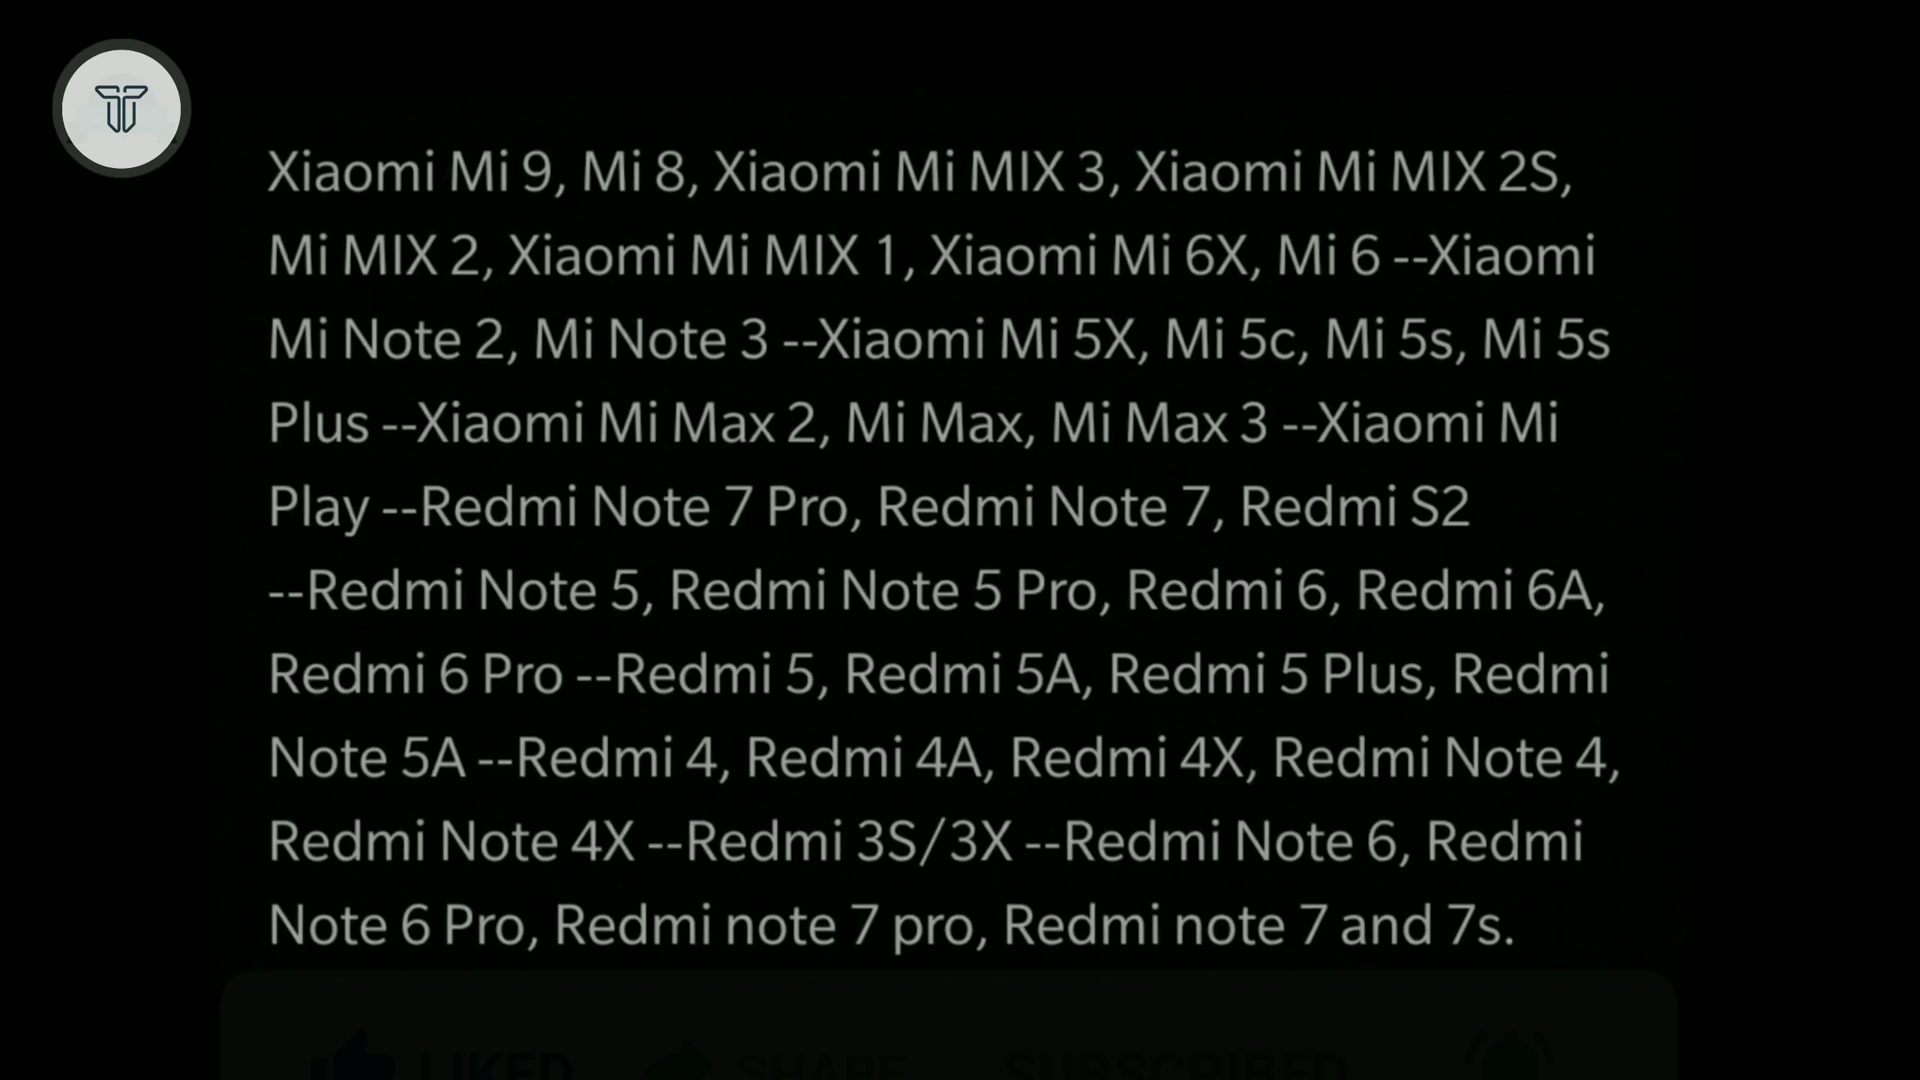 Xiaomi Mi 9, Mi 8, Xiaomi Mi MIX 3, Xiaomi Mi MIX 2S,
Mi MIX 2, Xiaomi Mi MIX 1, Xiaomi Mi 6X, Mi 6 --Xiaomi
Mi Note 2, Mi Note 3 --Xiaomi Mi 5X, Mi 5c, Mi 5s, Mi 5s
Plus --Xiaomi Mi Max 2, Mi Max, Mi Max 3 --Xiaomi Mi
Play --Redmi Note 7 Pro, Redmi Note 7, Redmi S2
--Redmi Note 5, Redmi Note 5 Pro, Redmi 6, Redmi 6A,
Redmi 6 Pro --Redmi 5, Redmi 5A, Redmi 5 Plus, Redmi
Note 5A --Redmi 4, Redmi 4A, Redmi 4X, Redmi Note 4,
Redmi Note 4X --Redmi 3S/3X --Redmi Note 6, Redmi
Note 6 Pro, Redmi note 7 pro, Redmi note 7 and 7s.
LIKED SHARE SUBSCRIBED